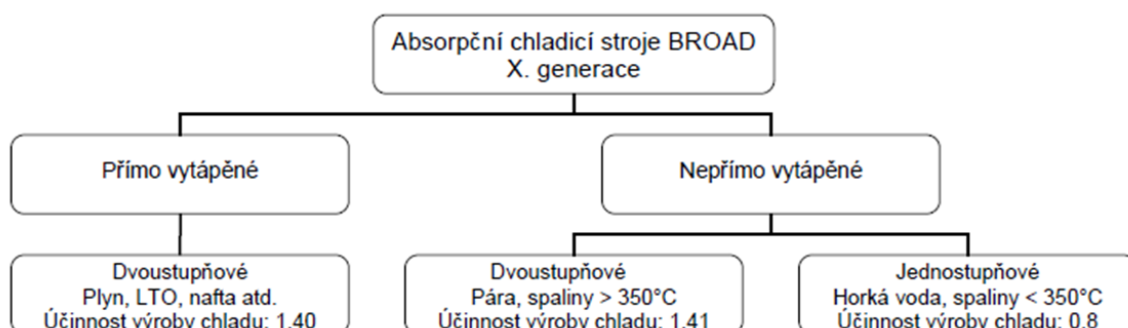 Absorpční chladicí stroje BROAD
X. generace
Přímo vytápěné
Nepřímo vytápěné
Dvoustupňové
Plyn, LTO, nafta atd.
Účinnost výroby chladu: 1.40
Dvoustupňové
Pára, spaliny > 350°C
Účinnost výroby chladu: 1.41
Jednostupňové
Horká voda, spaliny < 350°C
Účinnost výroby chladu: 0.8